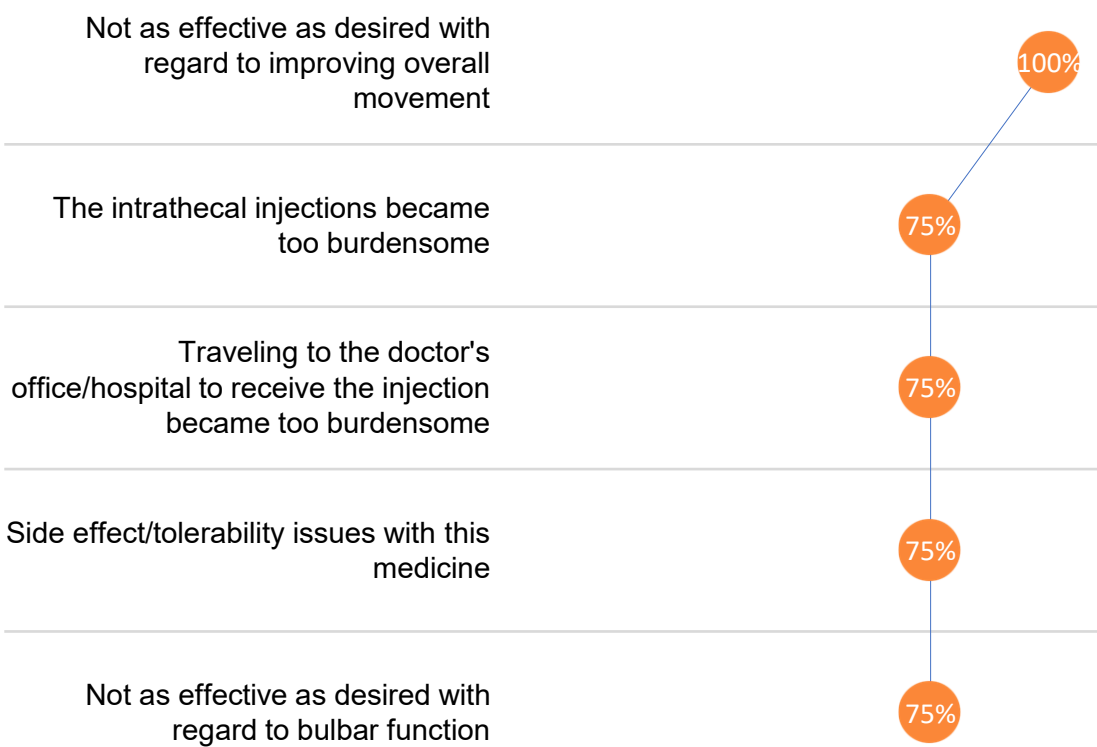 Not as effective as desired with
regard to improving overall
movement
100%
The intrathecal injections became
too burdensome
75%
Traveling to the doctor's
office/hospital to receive the injection
became too burdensome
75%
Side effect/tolerability issues with this
medicine
75%
Not as effective as desired with
regard to bulbar function
75%